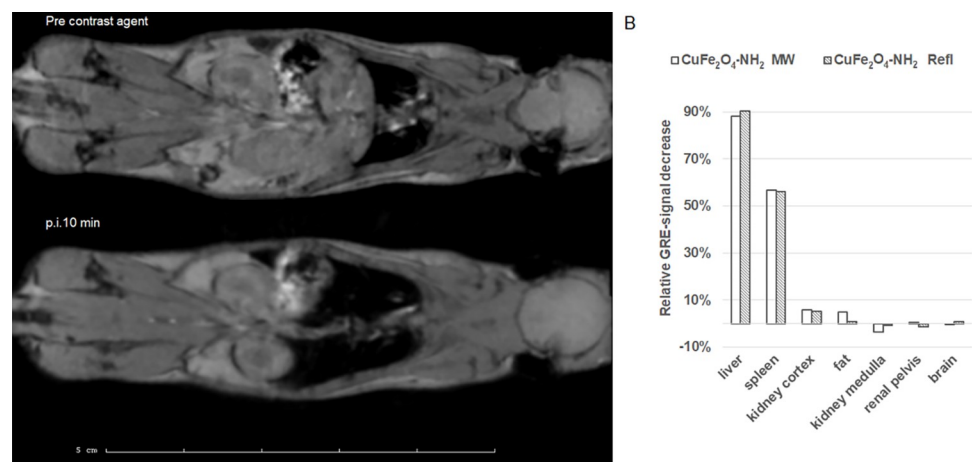 Pre contrast agent
p.i.10 min
5 cm
B
CuFe₂O₄-NH₂ MW
CuFe₂O₄-NH₂ Refl
Relative GRE-signal decrease
90%
70%
50%
30%
10%
-10%
liver
spleen
kidney cortex
fat
kidney medulla
renal pelvis
brain